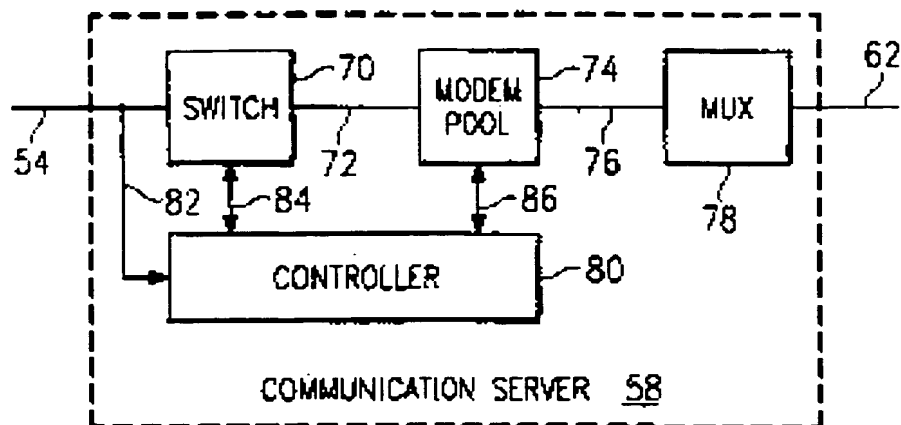 70
74
62
SWITCH
MODEM
POOL
MUX
54
72
76
82
84
86
78
CONTROLLER
80
COMMUNICATION SERVER 58